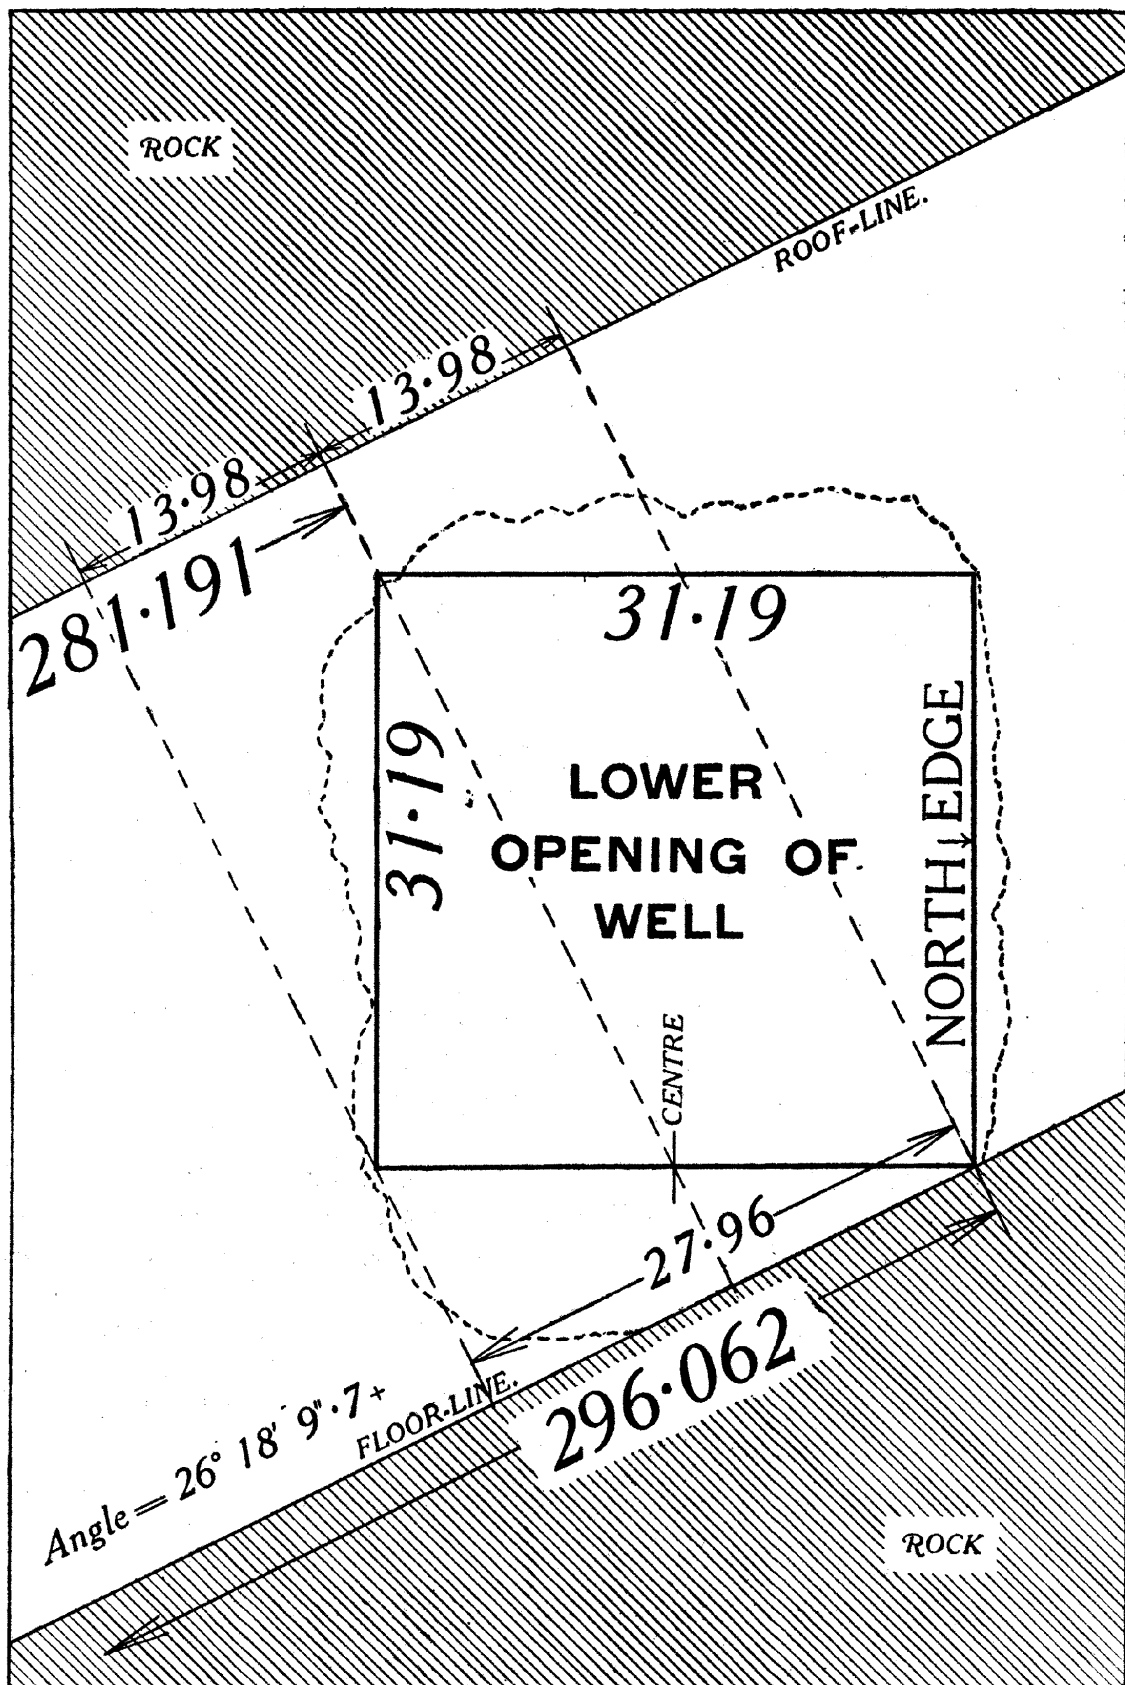 ROCK
ROOF-LINE.
13·98
13·98
281·191
31·19
31·19
LOWER
OPENING OF
WELL
NORTH EDGE
CENTRE
27·96
296·062
FLOOR-LINE.
Angle = 26° 18' 9"·7+
ROCK